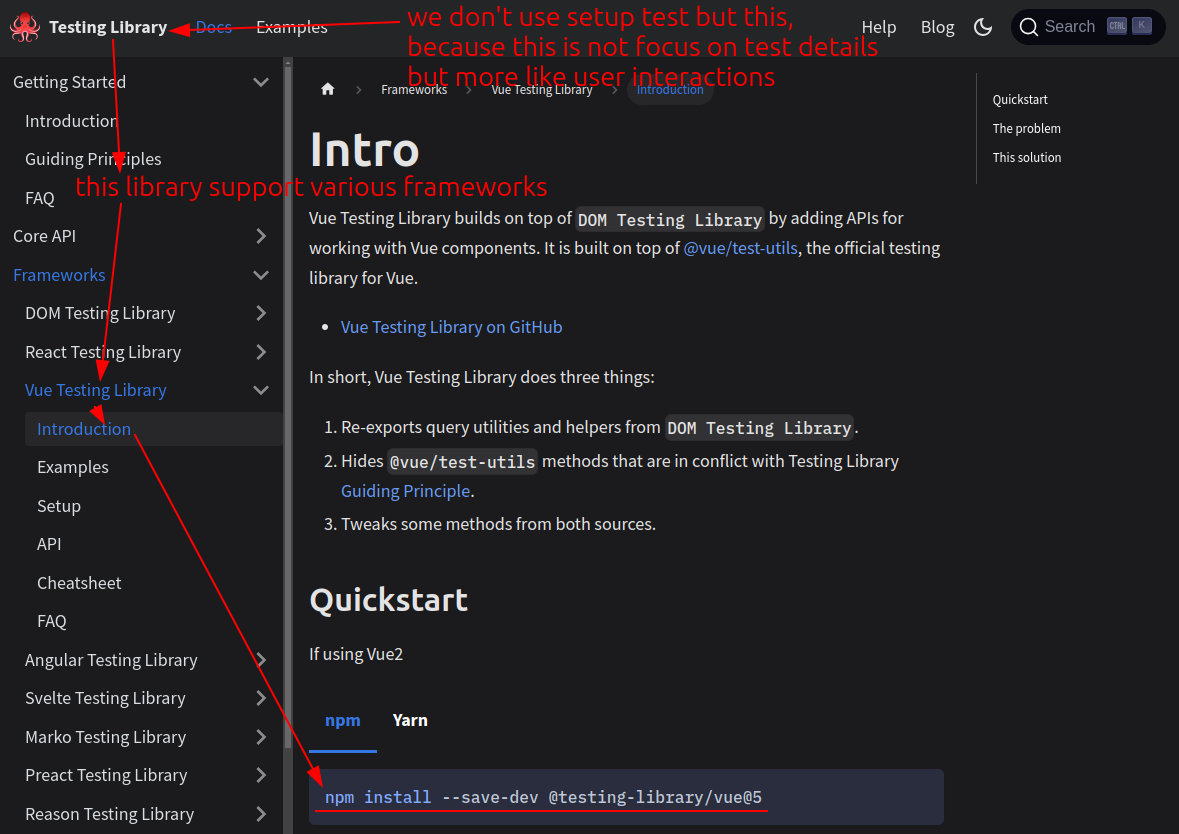 Testing Library Docs Examples Help Blog Search CTRL K
we don't use setup test but this,
because this is not focus on test details
but more like user interactions
Getting Started
Introduction
Guiding Principles
FAQ
this library support various frameworks
Core API
Frameworks
DOM Testing Library
React Testing Library
Vue Testing Library
Introduction
Examples
Setup
API
Cheatsheet
FAQ
Angular Testing Library
Svelte Testing Library
Marko Testing Library
Preact Testing Library
Reason Testing Library
Frameworks Vue Testing Library Introduction
Intro
Vue Testing Library builds on top of DOM Testing Library by adding APIs for
working with Vue components. It is built on top of @vue/test-utils, the official testing
library for Vue.
Vue Testing Library on GitHub
In short, Vue Testing Library does three things:
1. Re-exports query utilities and helpers from DOM Testing Library.
2. Hides @vue/test-utils methods that are in conflict with Testing Library
Guiding Principle.
3. Tweaks some methods from both sources.
Quickstart
If using Vue2
npm Yarn
npm install --save-dev @testing-library/vue@5
Quickstart
The problem
This solution